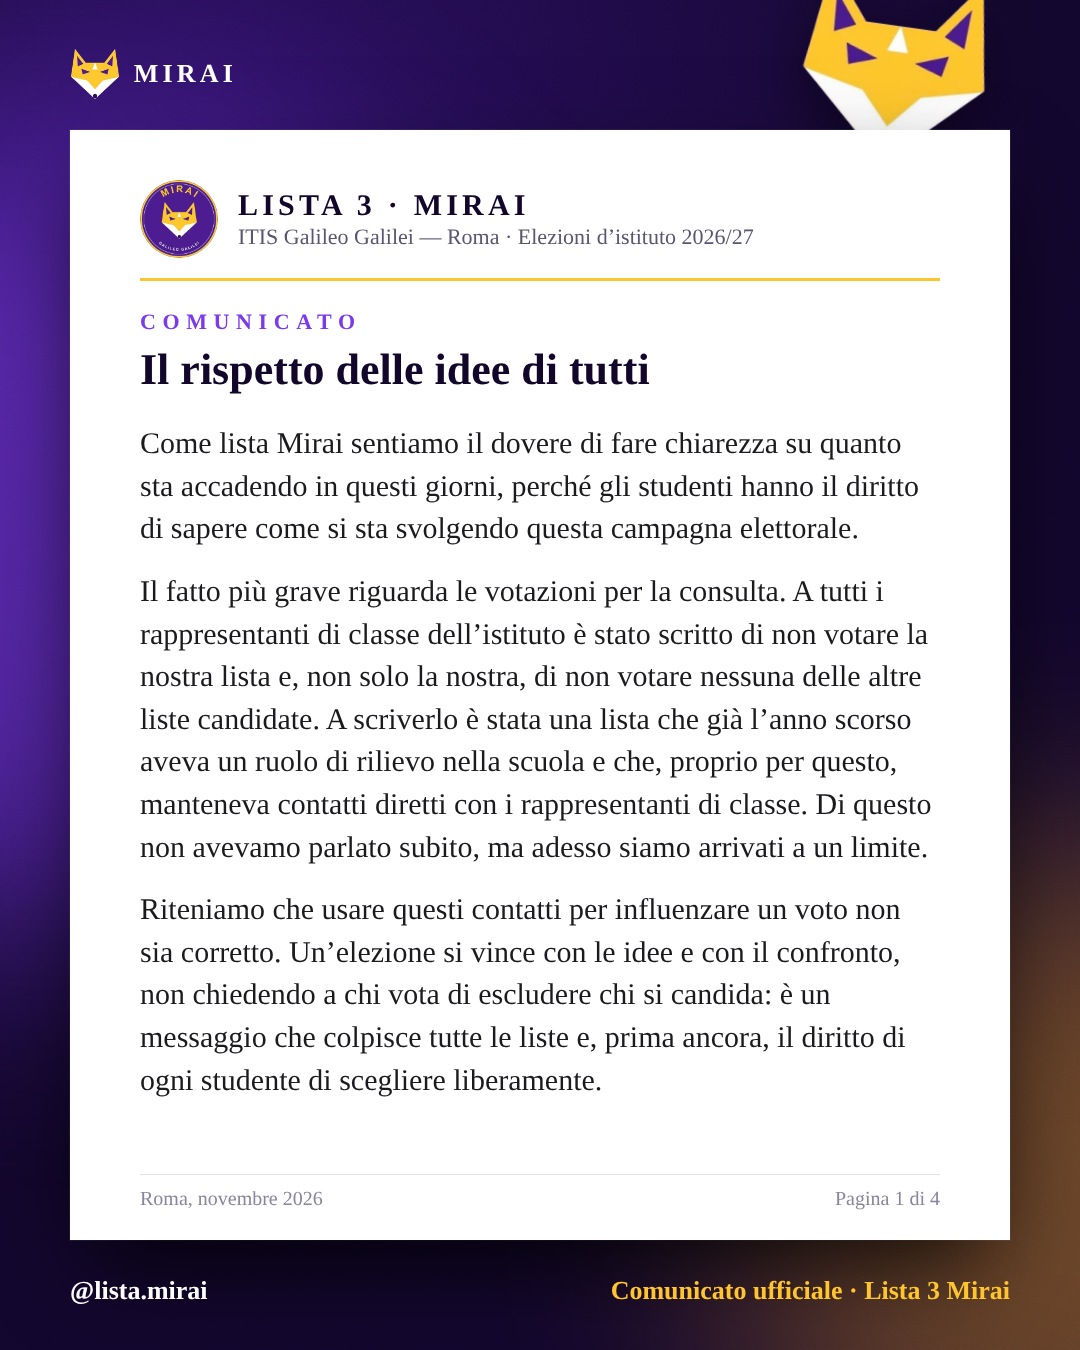 MIRAI
MIRAI
GALILEO GALILEI
LISTA 3 · MIRAI
ITIS Galileo Galilei — Roma · Elezioni d’istituto 2026/27
COMUNICATO
Il rispetto delle idee di tutti
Come lista Mirai sentiamo il dovere di fare chiarezza su quanto
sta accadendo in questi giorni, perché gli studenti hanno il diritto
di sapere come si sta svolgendo questa campagna elettorale.
Il fatto più grave riguarda le votazioni per la consulta. A tutti i
rappresentanti di classe dell’istituto è stato scritto di non votare la
nostra lista e, non solo la nostra, di non votare nessuna delle altre
liste candidate. A scriverlo è stata una lista che già l’anno scorso
aveva un ruolo di rilievo nella scuola e che, proprio per questo,
manteneva contatti diretti con i rappresentanti di classe. Di questo
non avevamo parlato subito, ma adesso siamo arrivati a un limite.
Riteniamo che usare questi contatti per influenzare un voto non
sia corretto. Un’elezione si vince con le idee e con il confronto,
non chiedendo a chi vota di escludere chi si candida: è un
messaggio che colpisce tutte le liste e, prima ancora, il diritto di
ogni studente di scegliere liberamente.
Roma, novembre 2026
Pagina 1 di 4
@lista.mirai
Comunicato ufficiale · Lista 3 Mirai